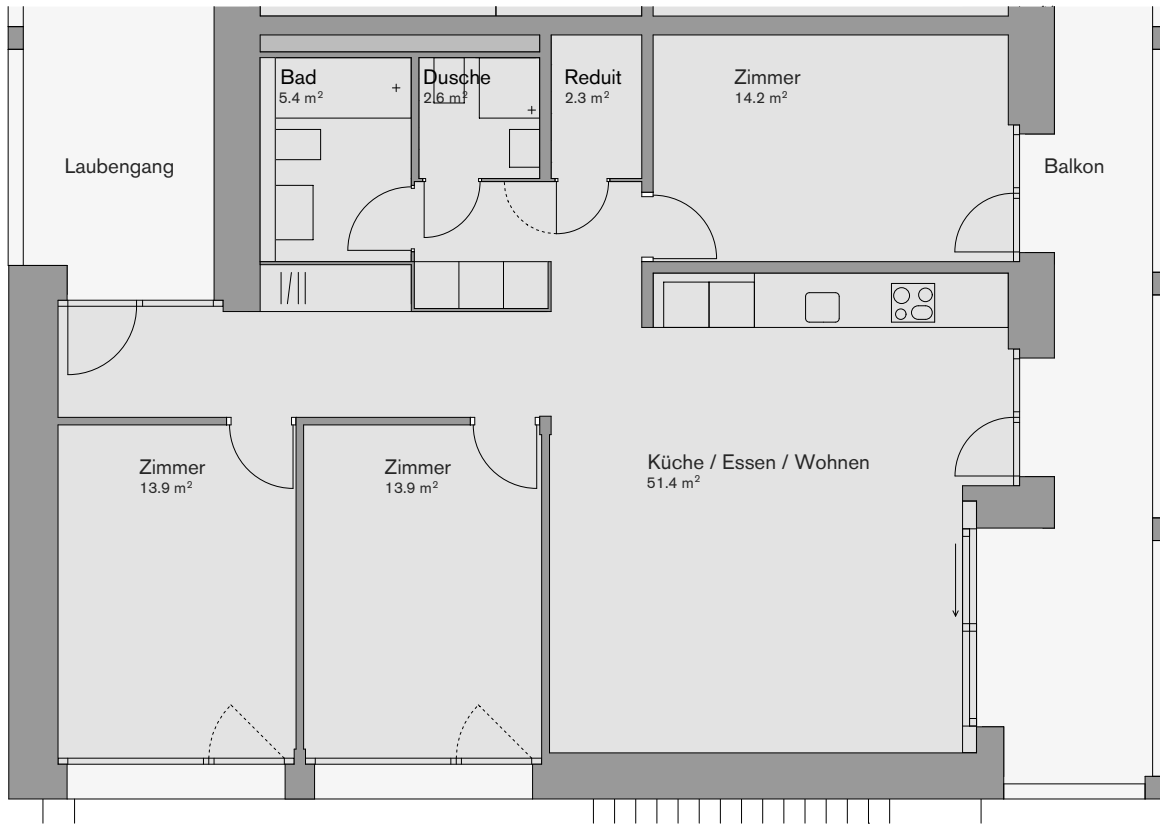 Bad
5.4 m²
Dusche
2.6 m²
Reduit
2.3 m²
Zimmer
14.2 m²
Laubengang
Balkon
Zimmer
13.9 m²
Zimmer
13.9 m²
Küche / Essen / Wohnen
51.4 m²